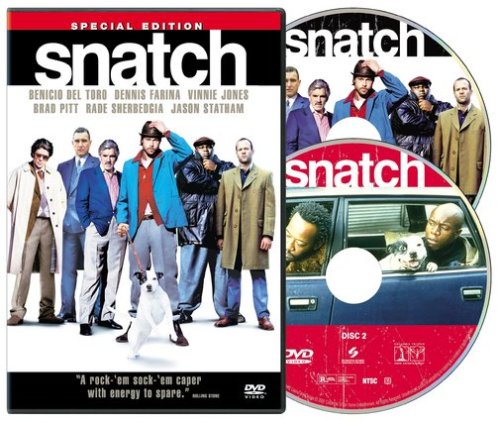 SPECIAL EDITION
snatch
BENICIO DEL TORO DENNIS FARINA VINNIE JONES
BRAD PITT RADE SHERBEDGIA JASON STATHAM
"A rock-'em sock-'em caper
with energy to spare."
ROLLING STONE
DVD
VIDEO
snatch
snatch
DISC 2
DVD
VIDEO
R
NTSC